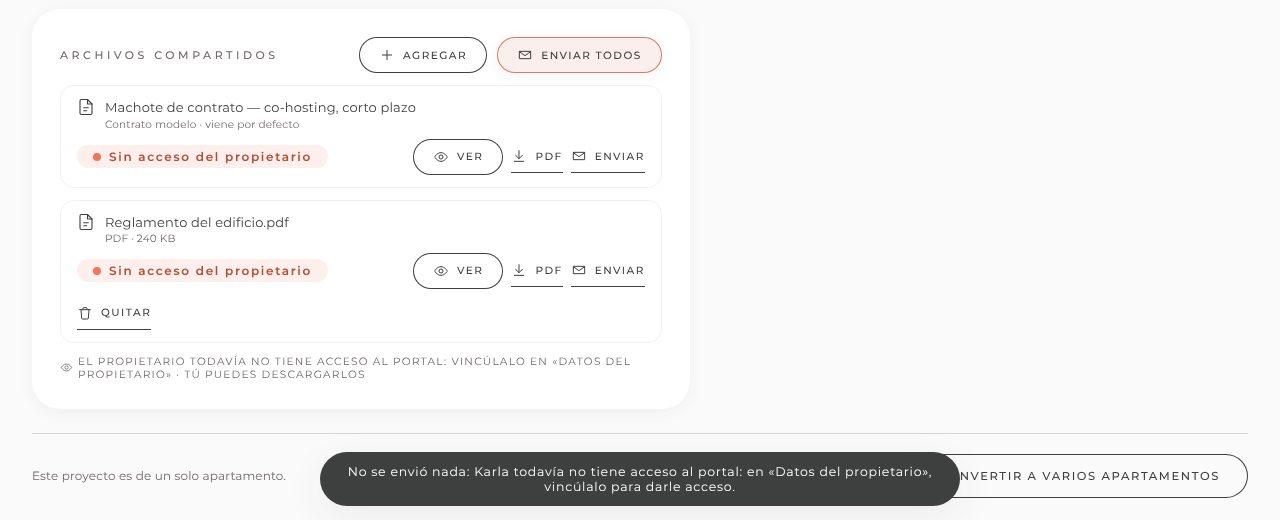 ARCHIVOS COMPARTIDOS
AGREGAR
ENVIAR TODOS
Machote de contrato — co-hosting, corto plazo
Contrato modelo · viene por defecto
Sin acceso del propietario
VER
PDF
ENVIAR
Reglamento del edificio.pdf
PDF · 240 KB
Sin acceso del propietario
VER
PDF
ENVIAR
QUITAR
EL PROPIETARIO TODAVÍA NO TIENE ACCESO AL PORTAL: VINCÚLALO EN «DATOS DEL
PROPIETARIO» · TÚ PUEDES DESCARGARLOS
Este proyecto es de un solo apartamento.
No se envió nada: Karla todavía no tiene acceso al portal: en «Datos del propietario»,
vincúlalo para darle acceso.
NVERTIR A VARIOS APARTAMENTOS